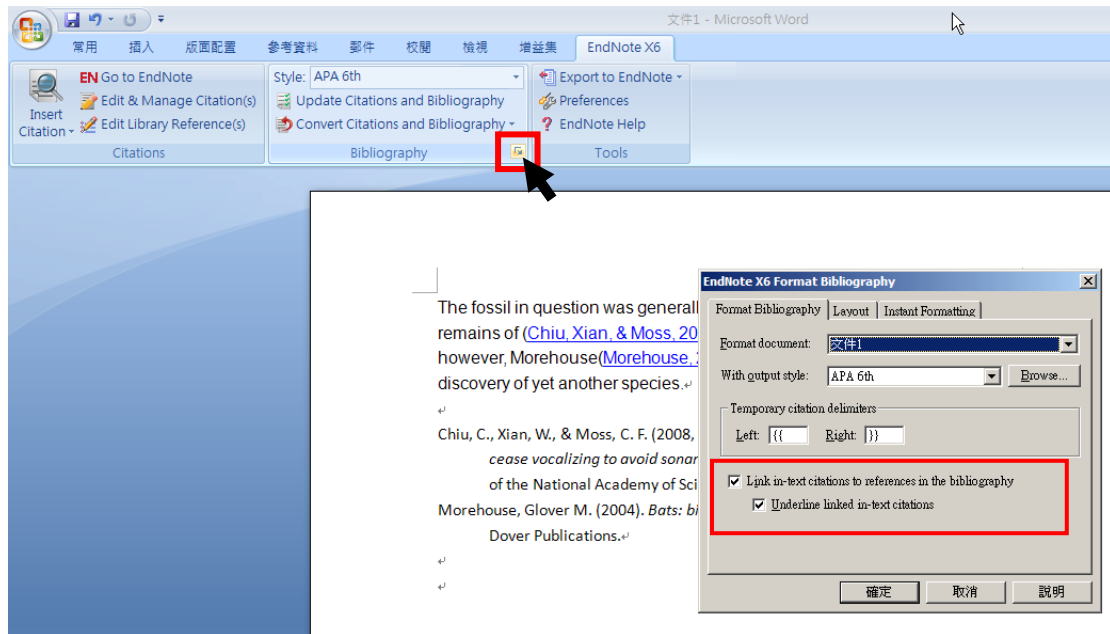 文件1 - Microsoft Word
常用 插入 版面配置 參考資料 郵件 校閱 檢視 增益集 EndNote X6
Insert Citation
EN Go to EndNote
Edit & Manage Citation(s)
Edit Library Reference(s)
Citations
Style: APA 6th
Update Citations and Bibliography
Convert Citations and Bibliography
Bibliography
Export to EndNote
Preferences
? EndNote Help
Tools
The fossil in question was generall
remains of (Chiu, Xian, & Moss, 20
however, Morehouse(Morehouse, 
discovery of yet another species.
Chiu, C., Xian, W., & Moss, C. F. (2008,
cease vocalizing to avoid sonar
of the National Academy of Sci
Morehouse, Glover M. (2004). Bats: bi
Dover Publications.
EndNote X6 Format Bibliography
Format Bibliography Layout Instant Formatting
Format document: 文件1
With output style: APA 6th Browse...
Temporary citation delimiters
Left: {{ Right: }}
Link in-text citations to references in the bibliography
Underline linked in-text citations
確定 取消 說明